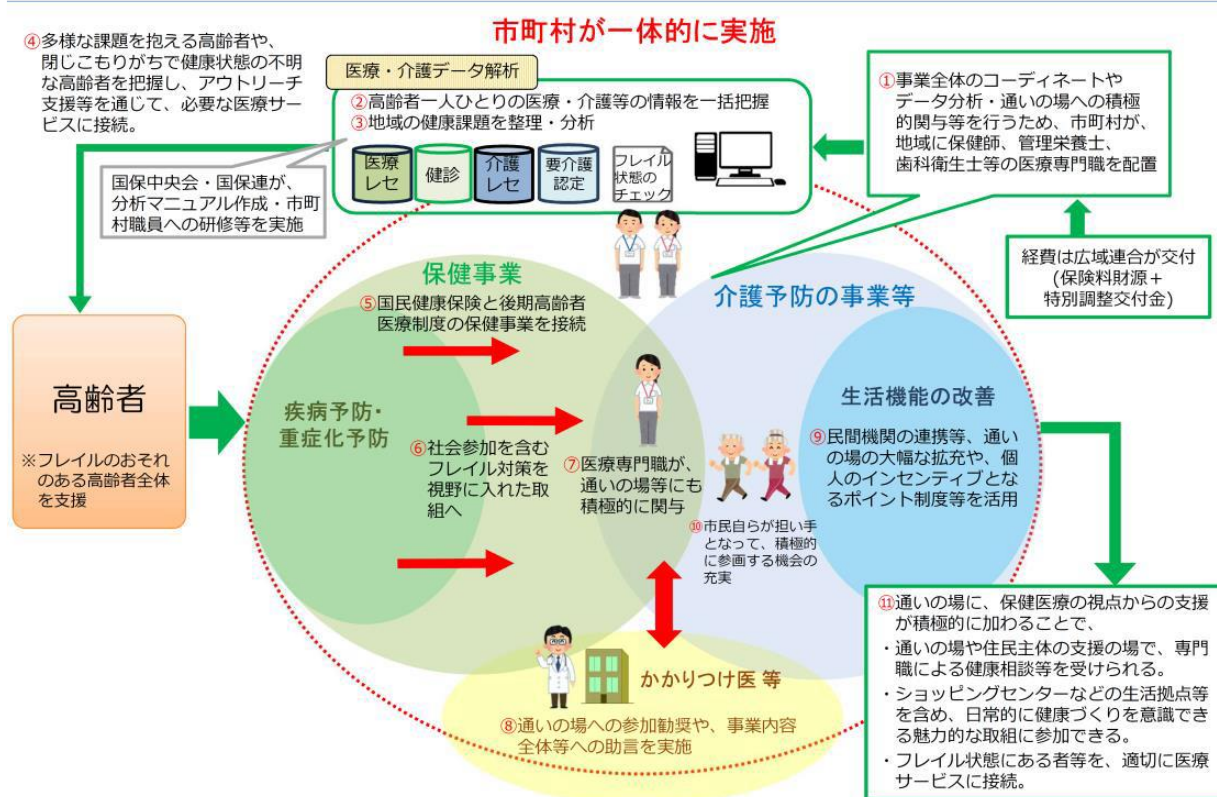 市町村が一体的に実施
④多様な課題を抱える高齢者や、
閉じこもりがちで健康状態の不明
な高齢者を把握し、アウトリーチ
支援等を通じて、必要な医療サー
ビスに接続。
医療・介護データ解析
②高齢者一人ひとりの医療・介護等の情報を一括把握
③地域の健康課題を整理・分析
医療
レセ
健診
介護
レセ
要介護
認定
フレイル
状態の
チェック
①事業全体のコーディネートや
データ分析・通いの場への積極
的関与等を行うため、市町村が、
地域に保健師、管理栄養士、
歯科衛生士等の医療専門職を配置
国保中央会・国保連が、
分析マニュアル作成・市町
村職員への研修等を実施
経費は広域連合が交付
(保険料財源＋
特別調整交付金)
保健事業
⑤国民健康保険と後期高齢者
医療制度の保健事業を接続
介護予防の事業等
高齢者
※フレイルのおそれ
のある高齢者全体
を支援
疾病予防・
重症化予防
⑥社会参加を含む
フレイル対策を
視野に入れた取
組へ
⑦医療専門職が、
通いの場等にも
積極的に関与
生活機能の改善
⑨民間機関の連携等、通い
の場の大幅な拡充や、個
人のインセンティブとな
るポイント制度等を活用
⑩市民自らが担い手
となって、積極的
に参画する機会の
充実
かかりつけ医 等
⑧通いの場への参加勧奨や、事業内容
全体等への助言を実施
⑪通いの場に、保健医療の視点からの支援
が積極的に加わることで、
・通いの場や住民主体の支援の場で、専門
職による健康相談等を受けられる。
・ショッピングセンターなどの生活拠点等
を含め、日常的に健康づくりを意識でき
る魅力的な取組に参加できる。
・フレイル状態にある者等を、適切に医療
サービスに接続。